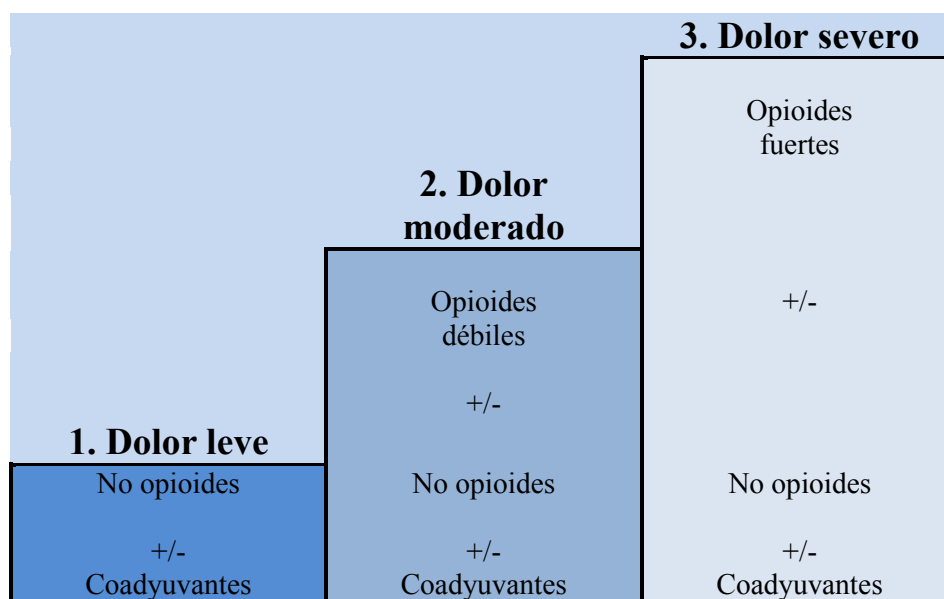 1. Dolor leve
No opioides
+/-
Coadyuvantes
2. Dolor
moderado
Opioides
débiles
+/-
No opioides
+/-
Coadyuvantes
3. Dolor severo
Opioides
fuertes
+/-
No opioides
+/-
Coadyuvantes